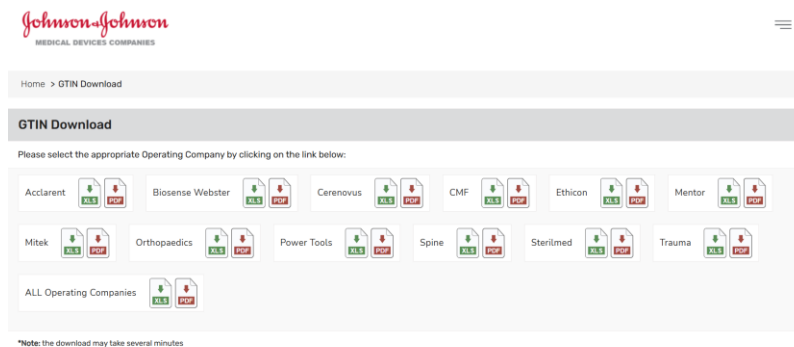 Johnson&Johnson
MEDICAL DEVICES COMPANIES
Home > GTIN Download
GTIN Download
Please select the appropriate Operating Company by clicking on the link below:
Acclarent XLS PDF Biosense Webster XLS PDF Cerenovus XLS PDF CMF XLS PDF Ethicon XLS PDF Mentor XLS PDF
Mitek XLS PDF Orthopaedics XLS PDF Power Tools XLS PDF Spine XLS PDF Sterilmed XLS PDF Trauma XLS PDF
ALL Operating Companies XLS PDF
*Note: the download may take several minutes